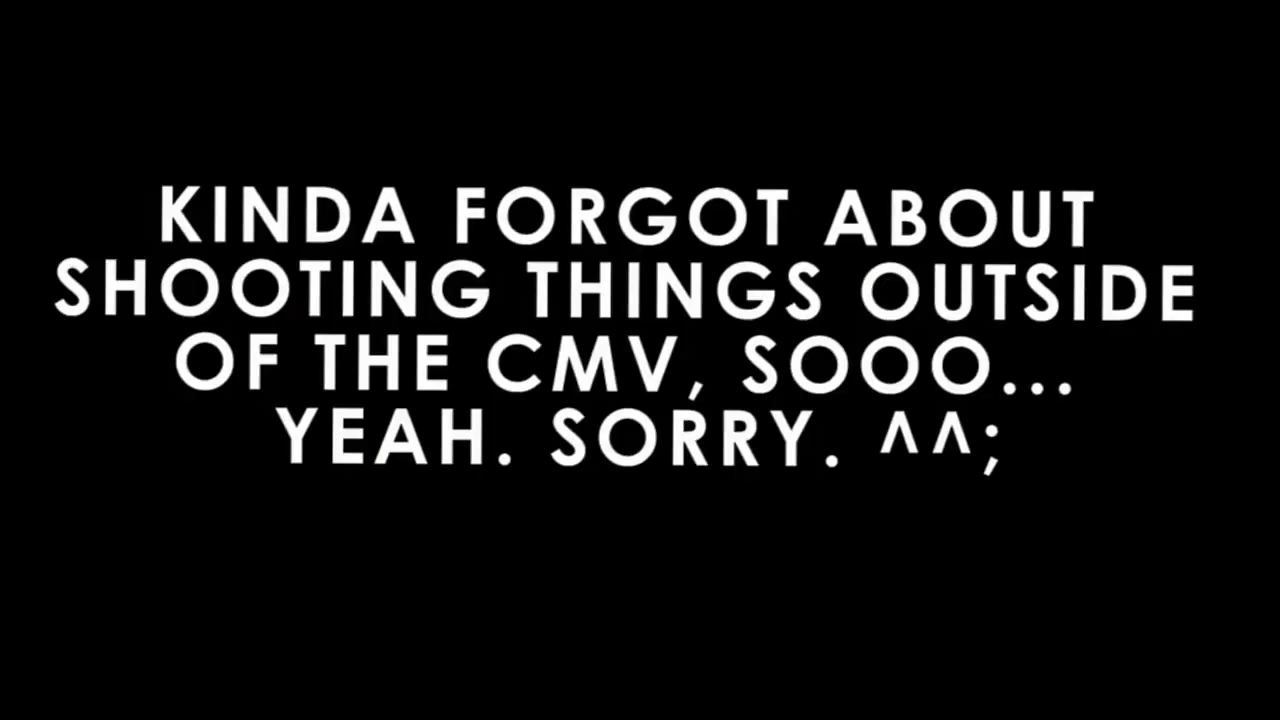 KINDA FORGOT ABOUT
SHOOTING THINGS OUTSIDE
OF THE CMV, SOOO...
YEAH. SORRY. ^^;